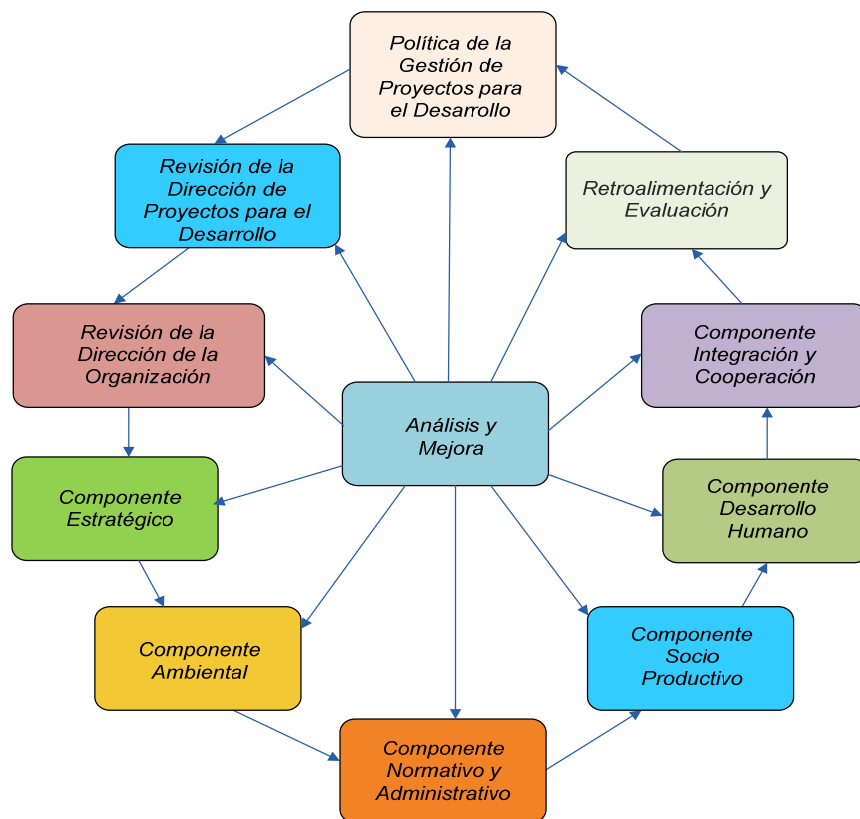 Política de la
Gestión de
Proyectos para
el Desarrollo
Revisión de la
Dirección de
Proyectos para el
Desarrollo
Retroalimentación y
Evaluación
Revisión de la
Dirección de la
Organización
Componente
Integración y
Cooperación
Análisis y
Mejora
Componente
Estratégico
Componente
Desarrollo
Humano
Componente
Ambiental
Componente
Socio
Productivo
Componente
Normativo y
Administrativo